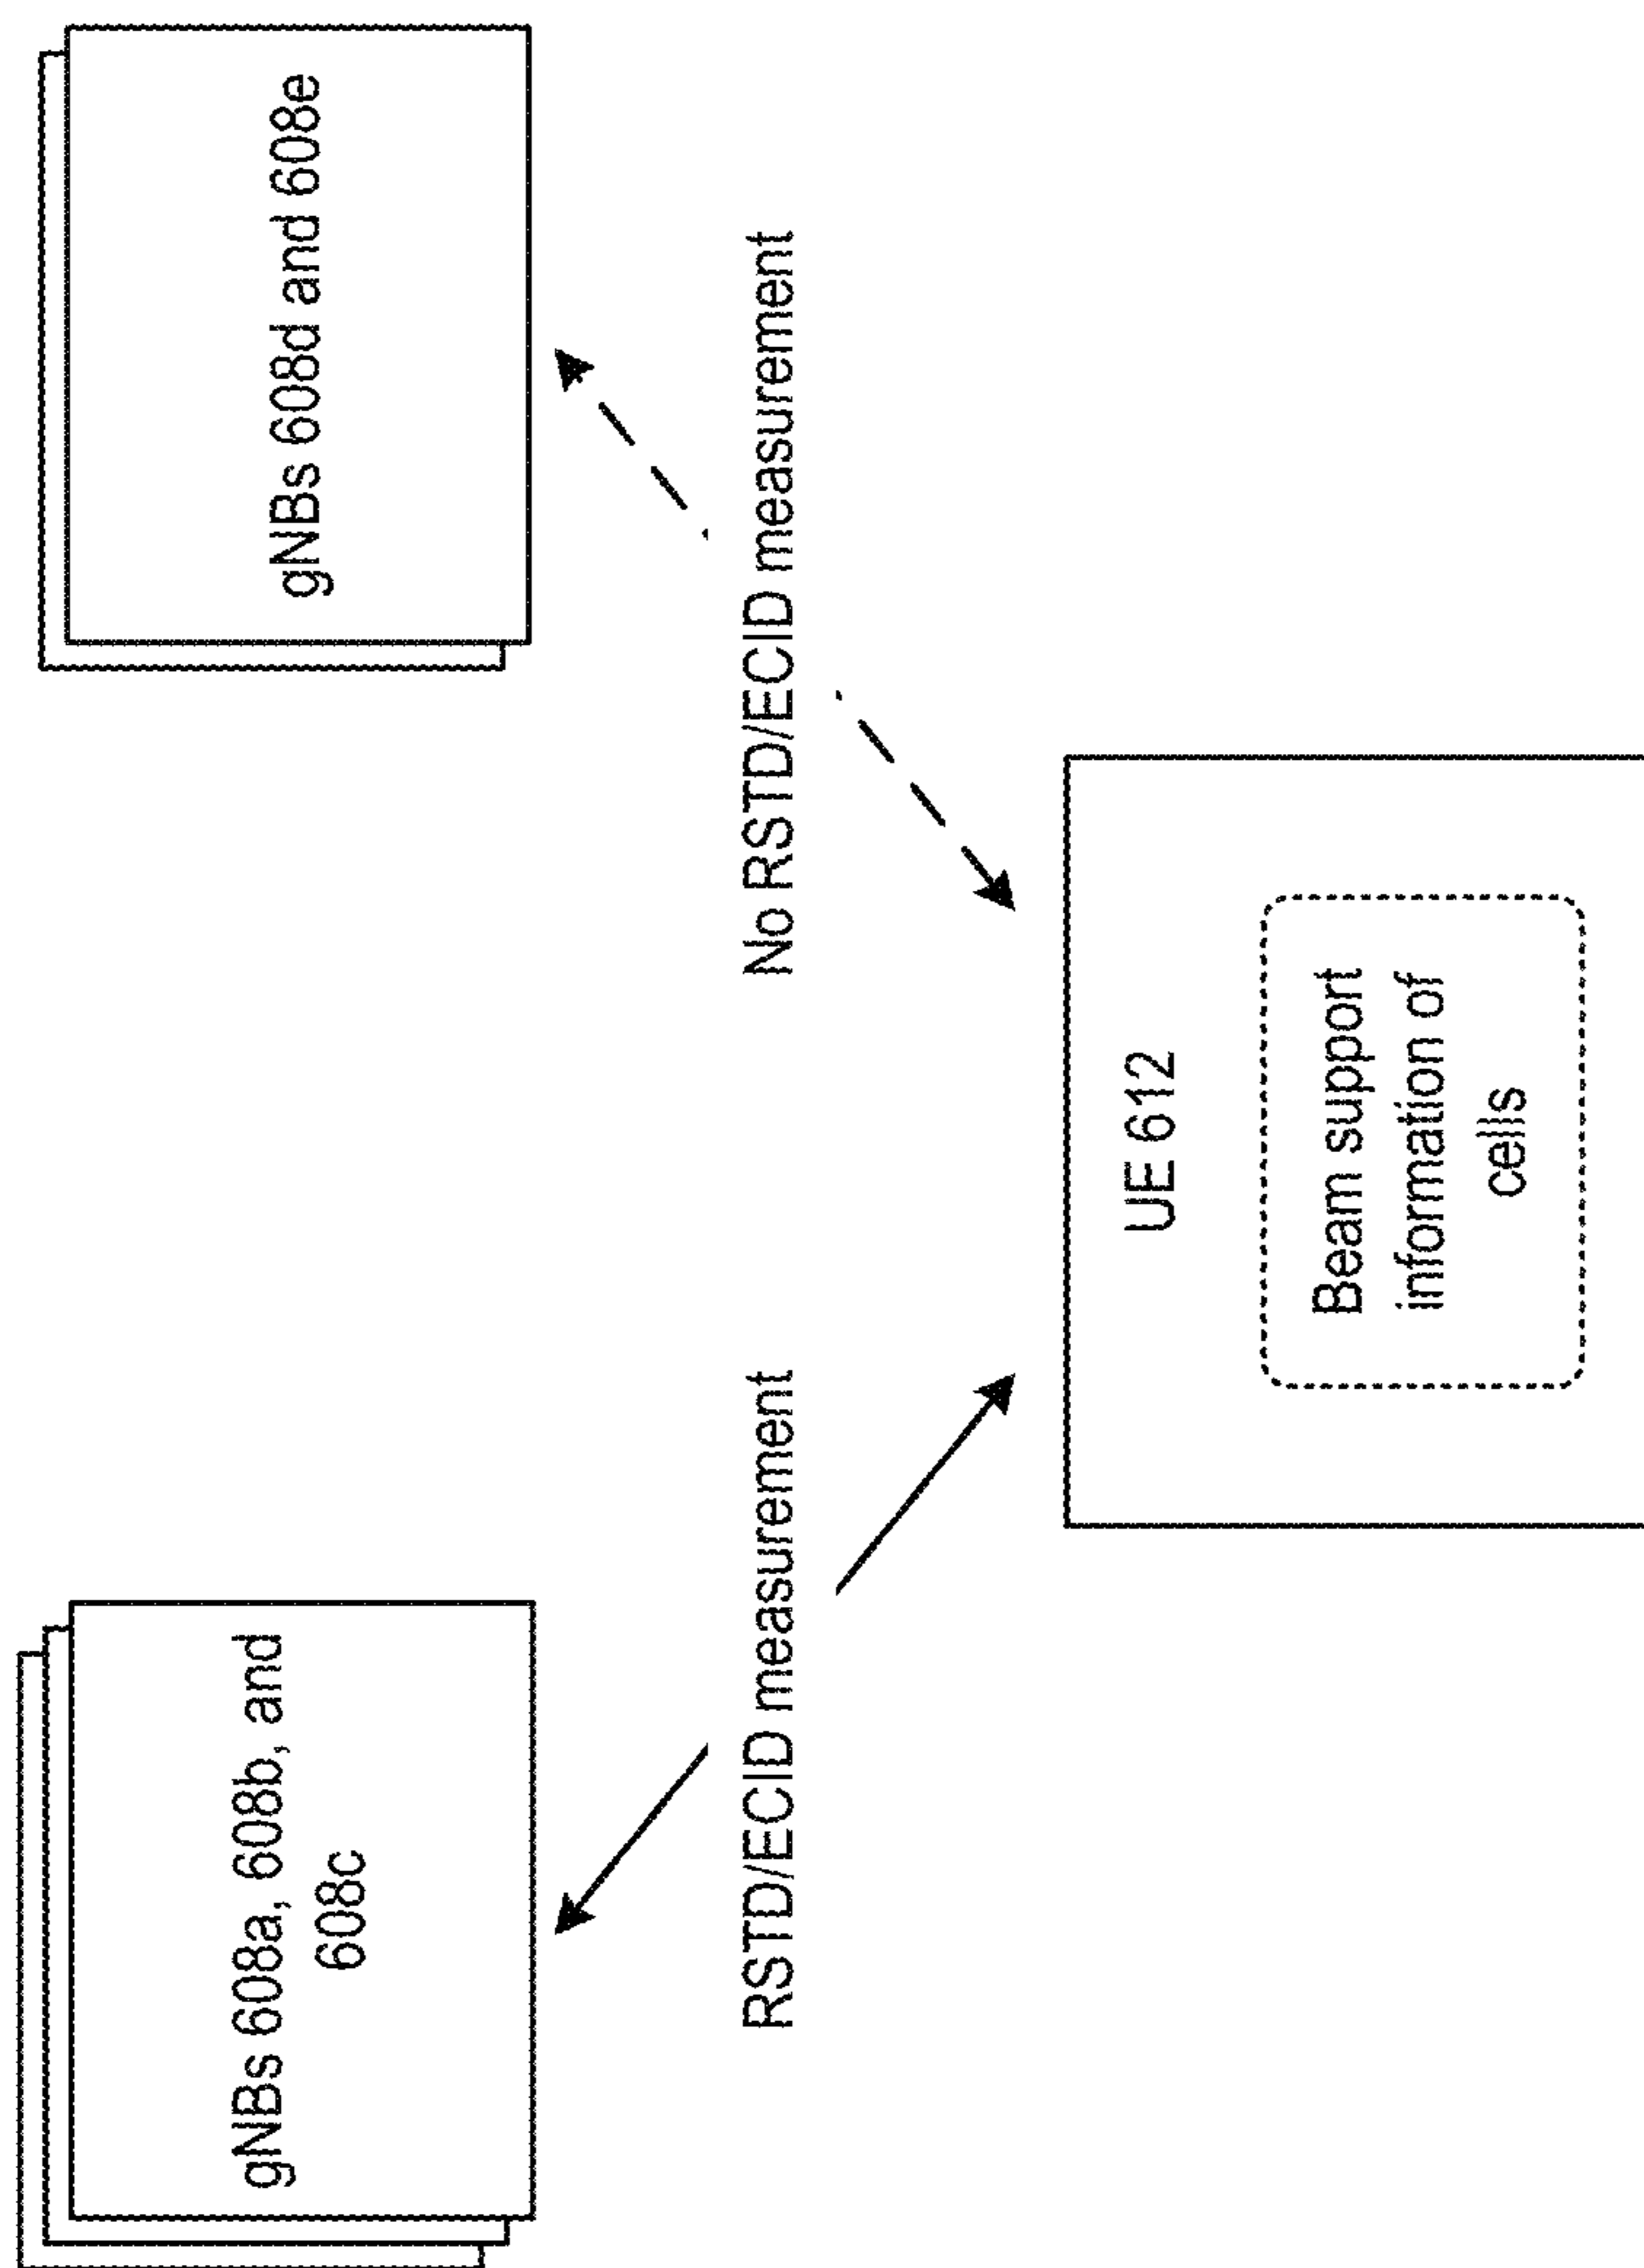 gNBs 608a, 608b, and
608c
gNBs 608d and 608e
RSTD/ECID measurement
No RSTD/ECID measurement
UE 612
Beam support
information of
cells